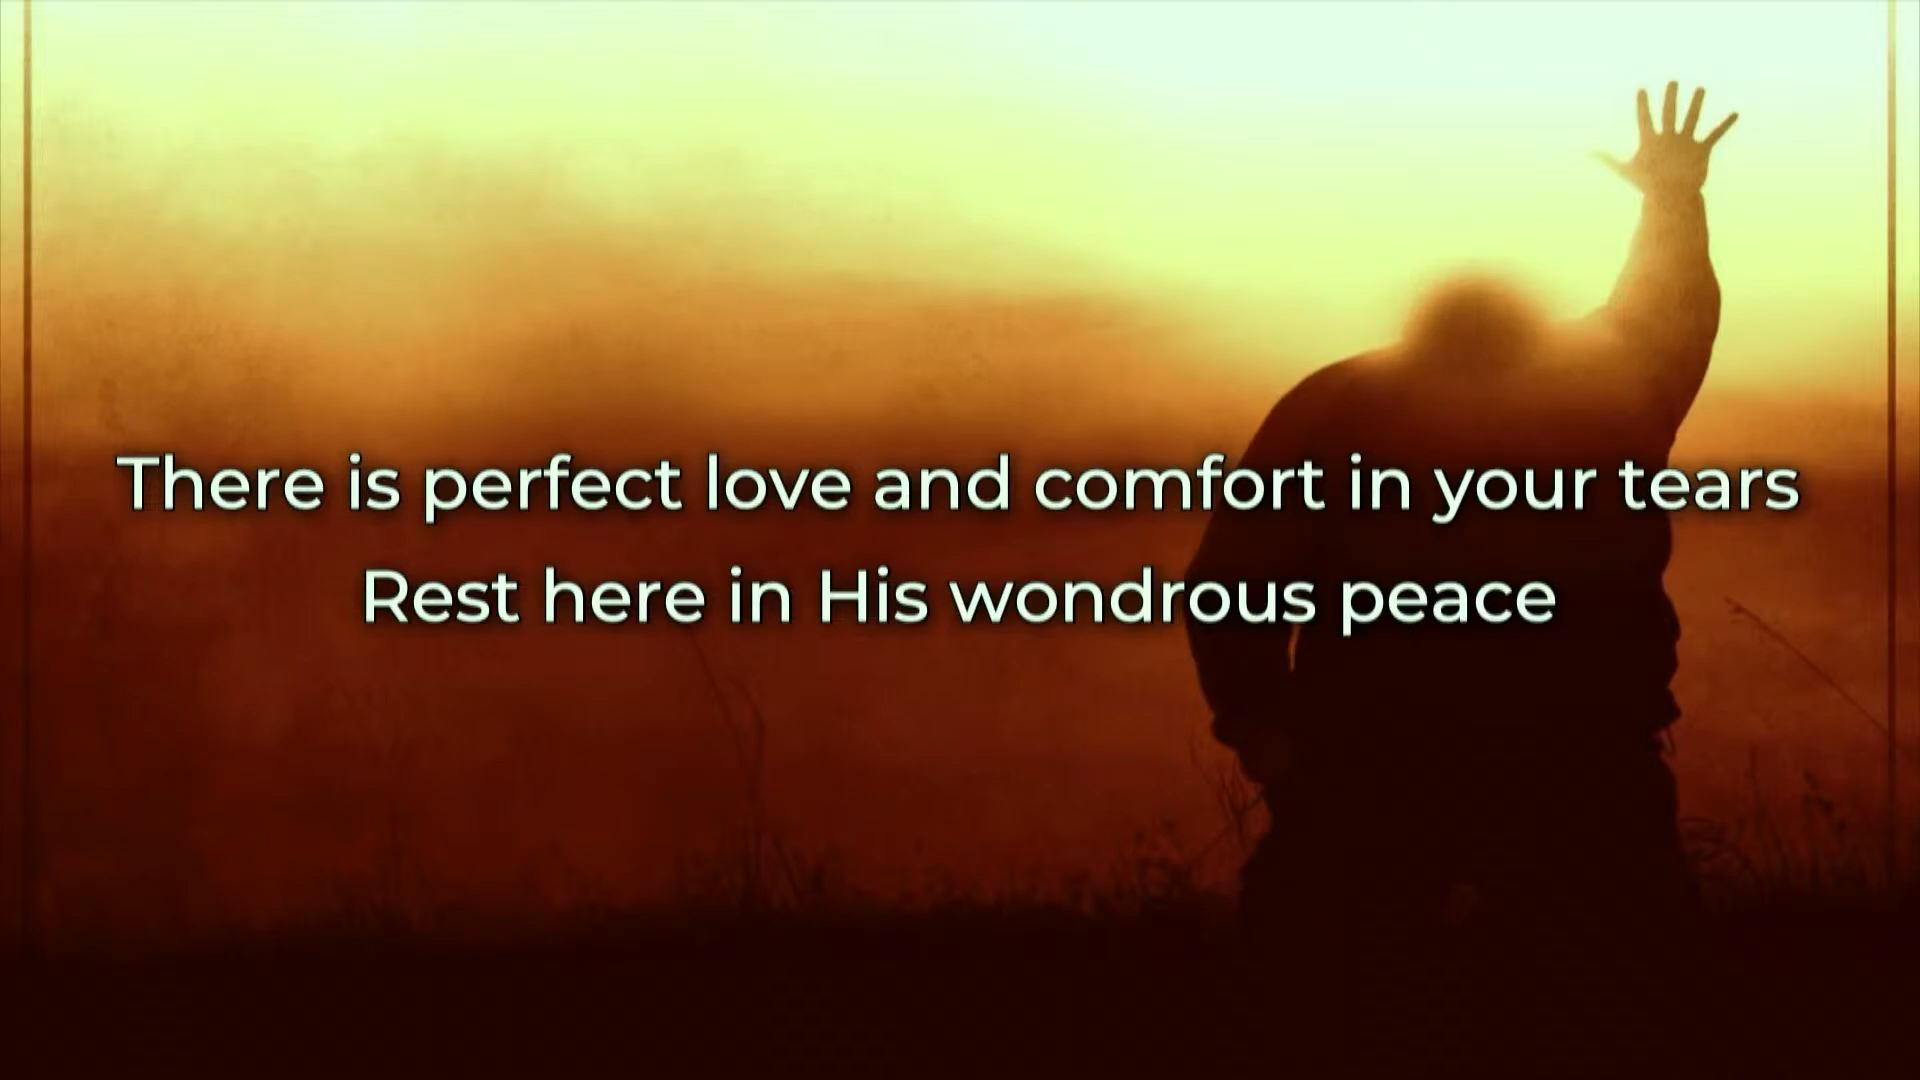 There is perfect love and comfort in your tears
Rest here in His wondrous peace